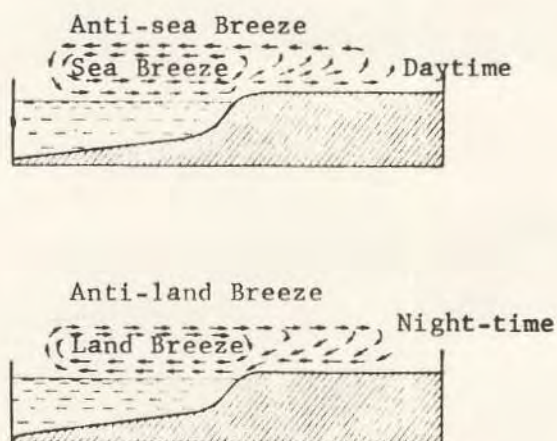 Anti-sea Breeze
Sea Breeze Daytime
Anti-land Breeze
Night-time
Land Breeze